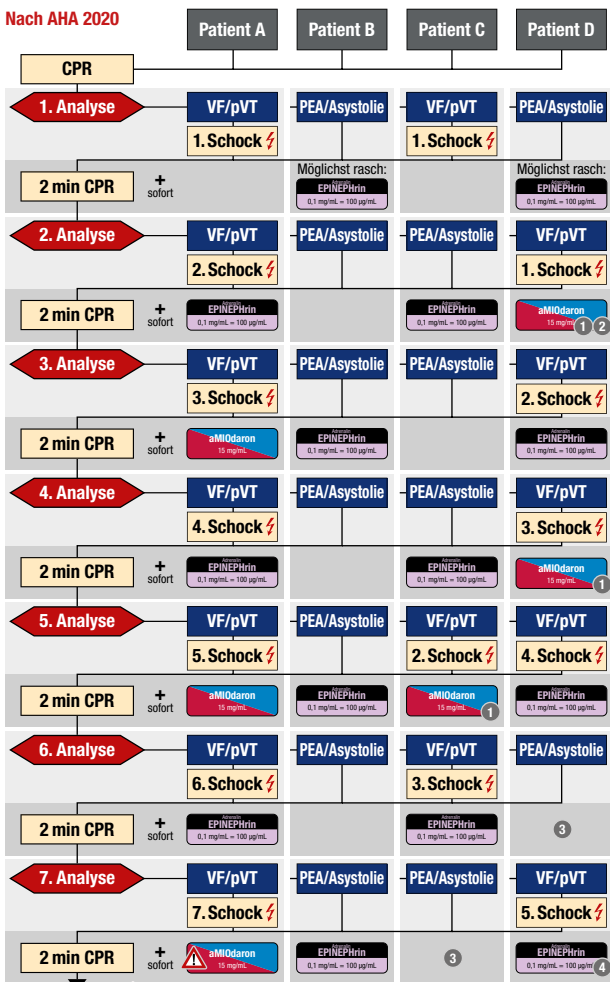 Nach AHA 2020
Patient A
Patient B
Patient C
Patient D
CPR
1. Analyse
VF/pVT
PEA/Asystolie
VF/pVT
PEA/Asystolie
1. Schock
1. Schock
2 min CPR
+
sofort
Möglichst rasch:
Adrenalin
EPINEPHrin
0,1 mg/mL = 100 µg/mL
Möglichst rasch:
Adrenalin
EPINEPHrin
0,1 mg/mL = 100 µg/mL
2. Analyse
VF/pVT
PEA/Asystolie
PEA/Asystolie
VF/pVT
2. Schock
1. Schock
2 min CPR
+
sofort
Adrenalin
EPINEPHrin
0,1 mg/mL = 100 µg/mL
Adrenalin
EPINEPHrin
0,1 mg/mL = 100 µg/mL
aMIOdaron
15 mg/mL
1 2
3. Analyse
VF/pVT
PEA/Asystolie
PEA/Asystolie
VF/pVT
3. Schock
2. Schock
2 min CPR
+
sofort
aMIOdaron
15 mg/mL
Adrenalin
EPINEPHrin
0,1 mg/mL = 100 µg/mL
Adrenalin
EPINEPHrin
0,1 mg/mL = 100 µg/mL
4. Analyse
VF/pVT
PEA/Asystolie
PEA/Asystolie
VF/pVT
4. Schock
3. Schock
2 min CPR
+
sofort
Adrenalin
EPINEPHrin
0,1 mg/mL = 100 µg/mL
Adrenalin
EPINEPHrin
0,1 mg/mL = 100 µg/mL
aMIOdaron
15 mg/mL
1
5. Analyse
VF/pVT
PEA/Asystolie
VF/pVT
VF/pVT
5. Schock
2. Schock
4. Schock
2 min CPR
+
sofort
aMIOdaron
15 mg/mL
Adrenalin
EPINEPHrin
0,1 mg/mL = 100 µg/mL
aMIOdaron
15 mg/mL
1
Adrenalin
EPINEPHrin
0,1 mg/mL = 100 µg/mL
6. Analyse
VF/pVT
PEA/Asystolie
VF/pVT
PEA/Asystolie
6. Schock
3. Schock
2 min CPR
+
sofort
Adrenalin
EPINEPHrin
0,1 mg/mL = 100 µg/mL
Adrenalin
EPINEPHrin
0,1 mg/mL = 100 µg/mL
3
7. Analyse
VF/pVT
PEA/Asystolie
PEA/Asystolie
VF/pVT
7. Schock
5. Schock
2 min CPR
+
sofort
aMIOdaron
15 mg/mL
Adrenalin
EPINEPHrin
0,1 mg/mL = 100 µg/mL
3
Adrenalin
EPINEPHrin
0,1 mg/mL = 100 µg/m
4